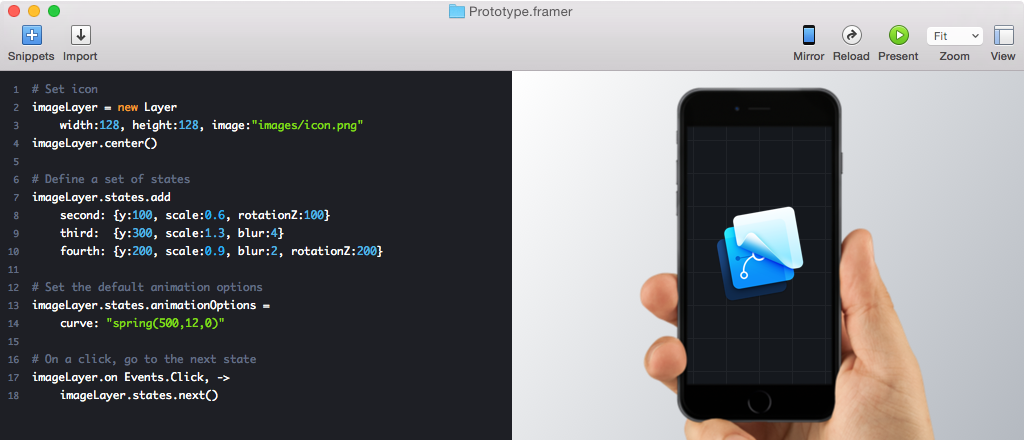 Prototype.framer
Snippets Import Mirror Reload Present Fit Zoom View
1 # Set icon
2 imageLayer = new Layer
3 width:128, height:128, image:"images/icon.png"
4 imageLayer.center()
5
6 # Define a set of states
7 imageLayer.states.add
8 second: {y:100, scale:0.6, rotationZ:100}
9 third:  {y:300, scale:1.3, blur:4}
10 fourth: {y:200, scale:0.9, blur:2, rotationZ:200}
11
12 # Set the default animation options
13 imageLayer.states.animationOptions =
14 curve: "spring(500,12,0)"
15
16 # On a click, go to the next state
17 imageLayer.on Events.Click, ->
18 imageLayer.states.next()